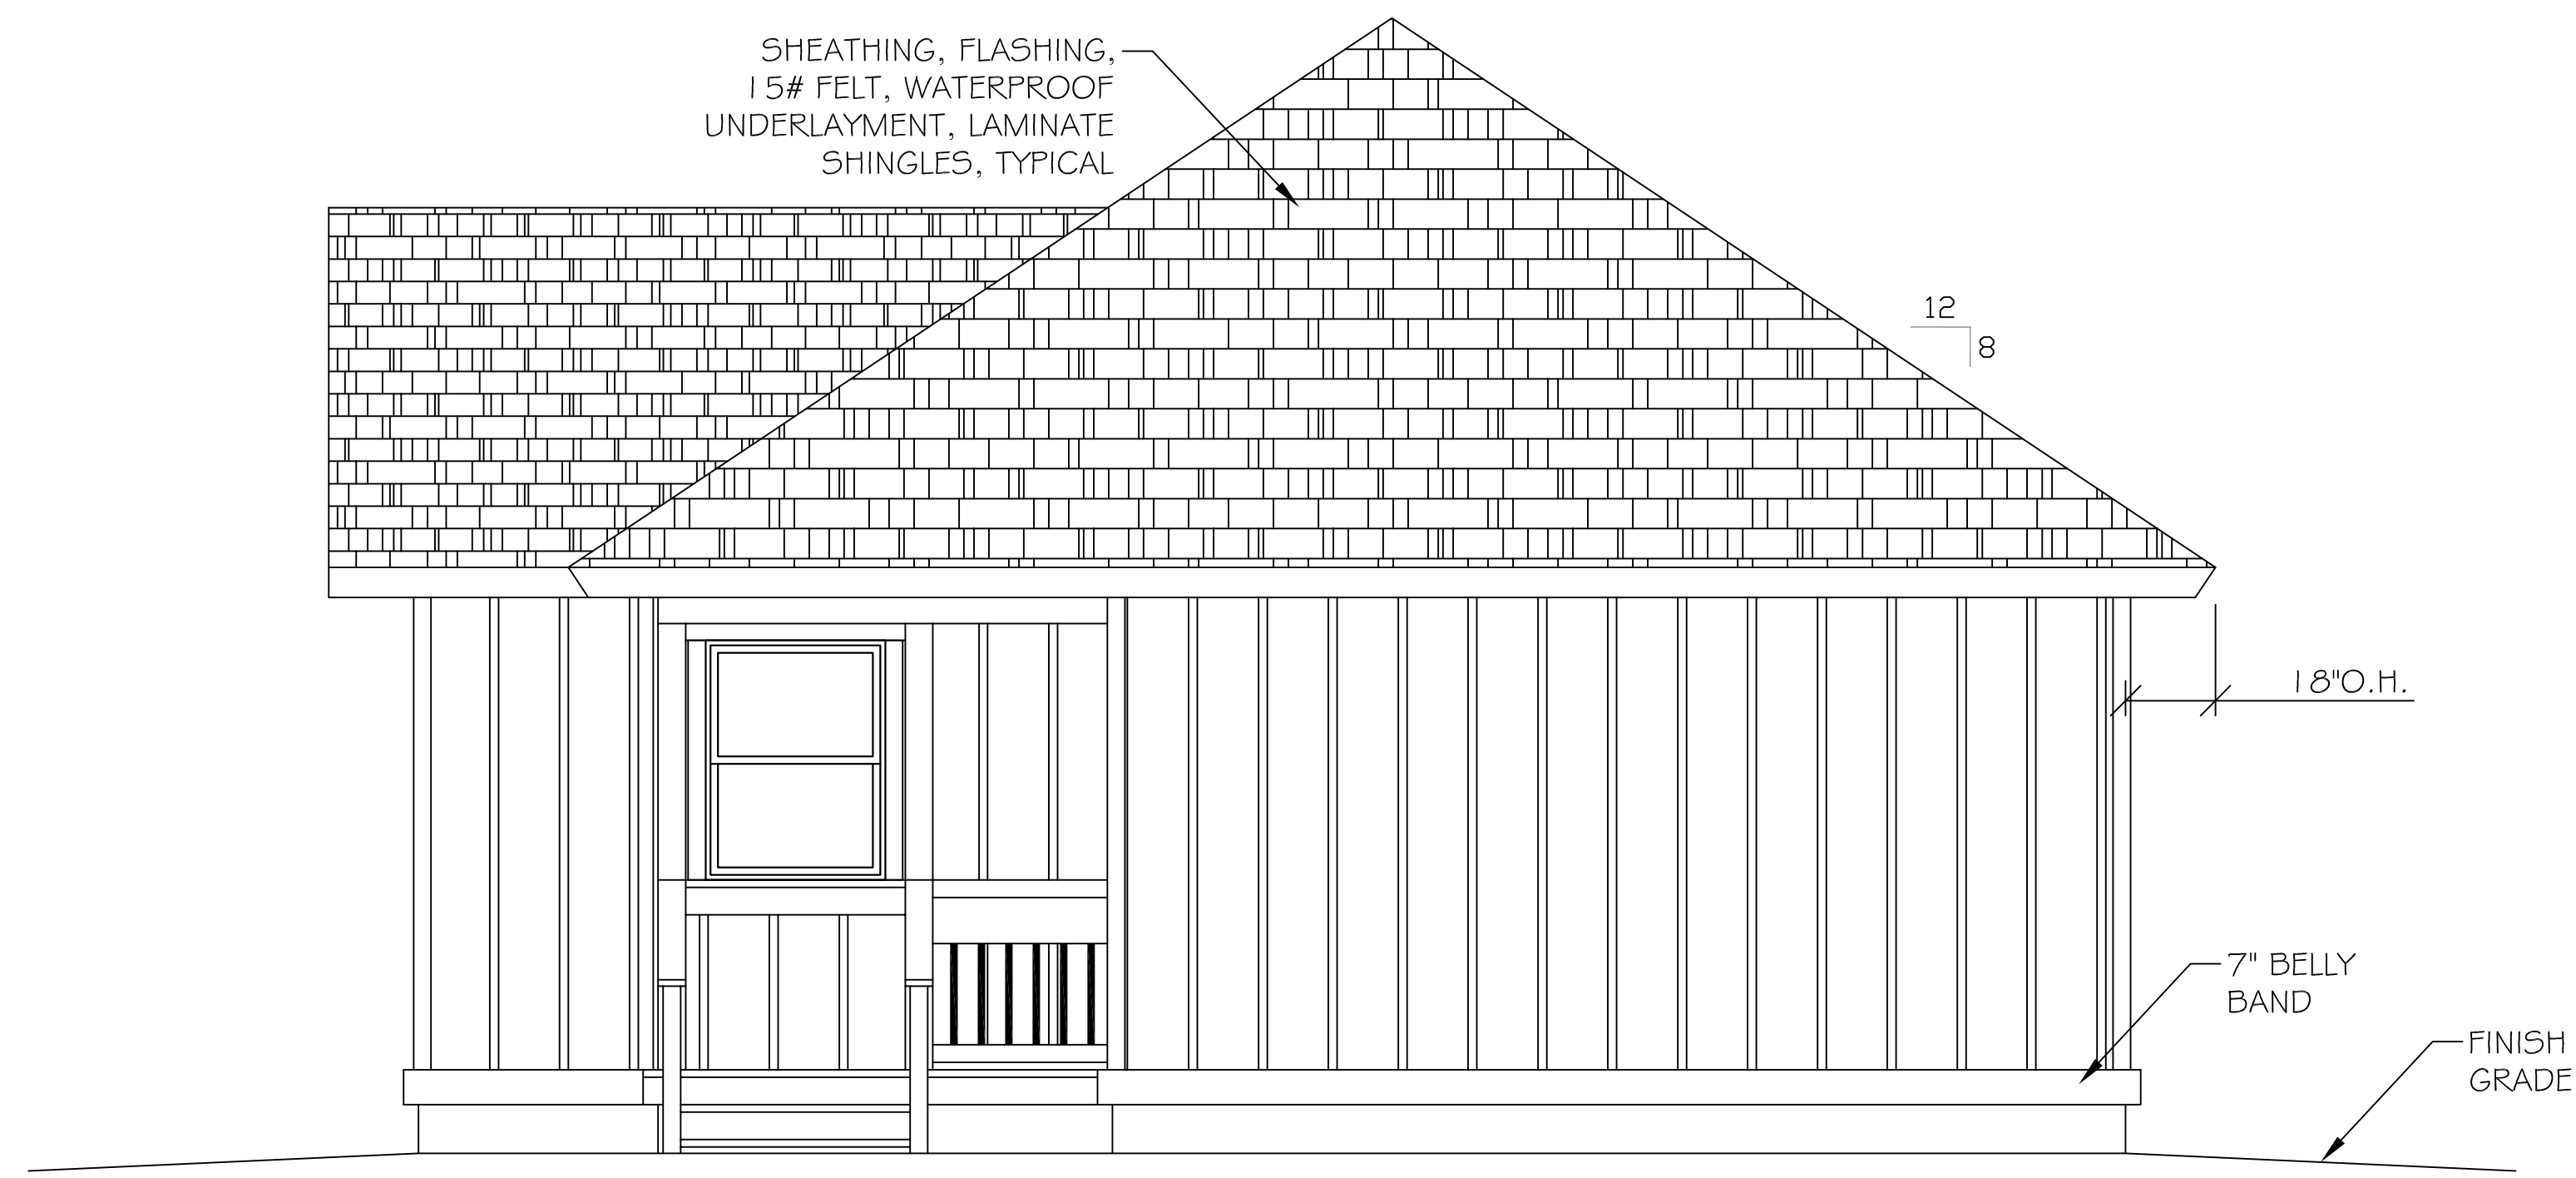 SHEATHING, FLASHING,
15# FELT, WATERPROOF
UNDERLAYMENT, LAMINATE
SHINGLES, TYPICAL
12
8
18"O.H.
7" BELLY
BAND
FINISH
GRADE